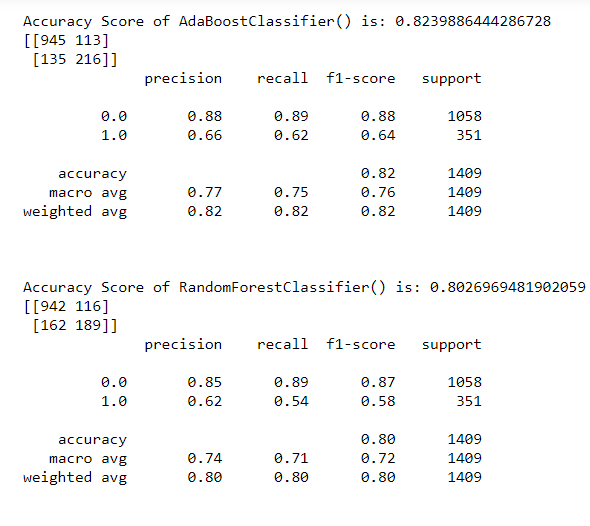 Accuracy Score of AdaBoostClassifier() is: 0.8239886444286728
[[945 113]
 [135 216]]
              precision    recall  f1-score   support

         0.0       0.88      0.89      0.88      1058
         1.0       0.66      0.62      0.64       351

    accuracy                           0.82      1409
   macro avg       0.77      0.75      0.76      1409
weighted avg       0.82      0.82      0.82      1409

Accuracy Score of RandomForestClassifier() is: 0.8026969481902059
[[942 116]
 [162 189]]
              precision    recall  f1-score   support

         0.0       0.85      0.89      0.87      1058
         1.0       0.62      0.54      0.58       351

    accuracy                           0.80      1409
   macro avg       0.74      0.71      0.72      1409
weighted avg       0.80      0.80      0.80      1409